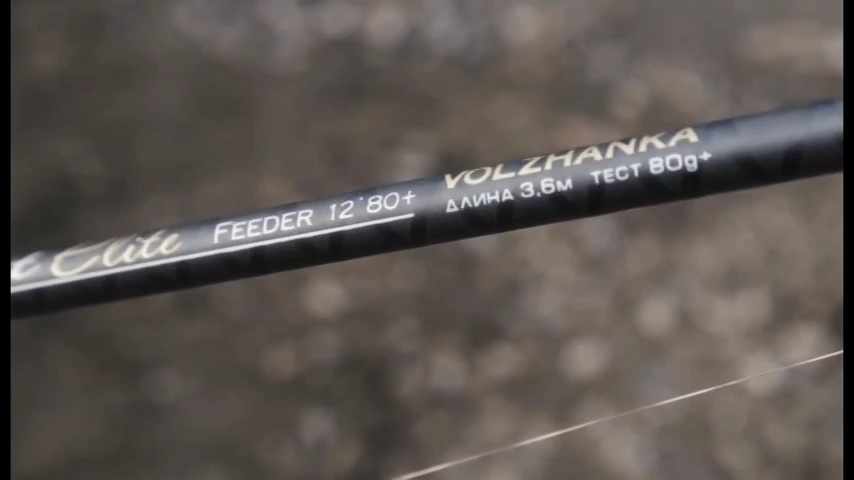 Elite FEEDER 12'80+
VOLZHANKA
ДЛИНА 3,6м ТЕСТ 80g+